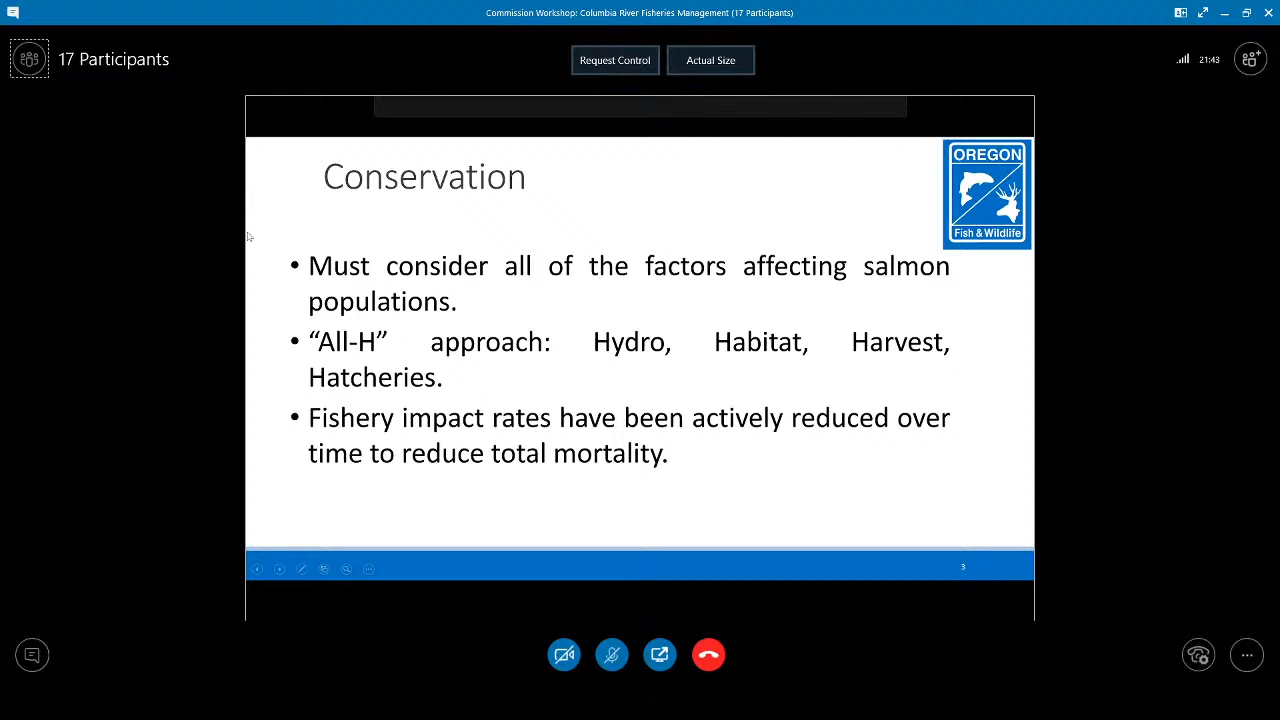 Commission Workshop: Columbia River Fisheries Management (17 Participants)
17 Participants
Request Control
Actual Size
21:43
Conservation
OREGON
Fish & Wildlife
• Must consider all of the factors affecting salmon
populations.
• “All-H” approach: Hydro, Habitat, Harvest,
Hatcheries.
• Fishery impact rates have been actively reduced over
time to reduce total mortality.
3